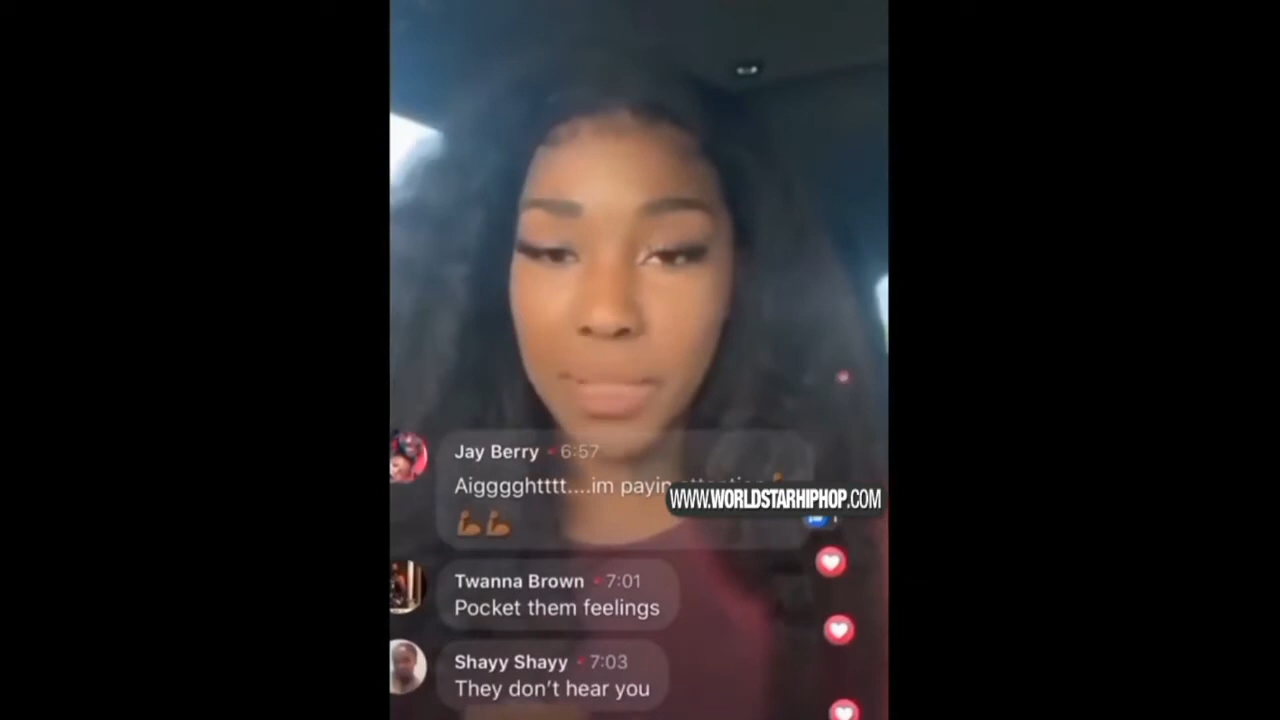 Jay Berry • 6:57
Aigggghtttt....im payin
WWW.WORLDSTARHIPHOP.COM
Twanna Brown • 7:01
Pocket them feelings
Shayy Shayy • 7:03
They don't hear you